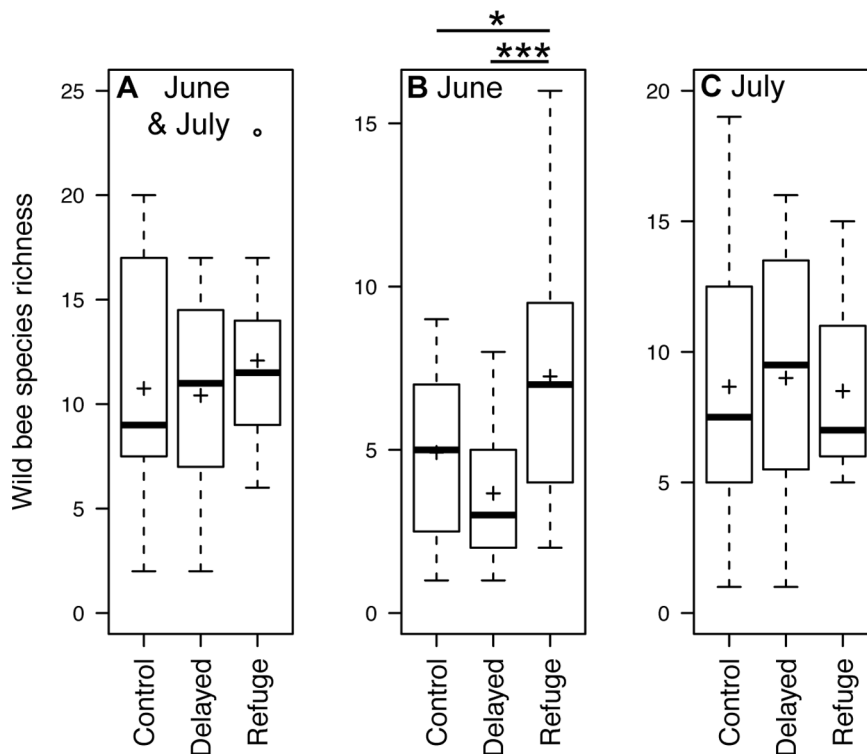 *
***
A June
& July
B June
C July
Wild bee species richness
25
20
15
10
5
0
15
10
5
0
20
15
10
5
0
Control
Delayed
Refuge
Control
Delayed
Refuge
Control
Delayed
Refuge